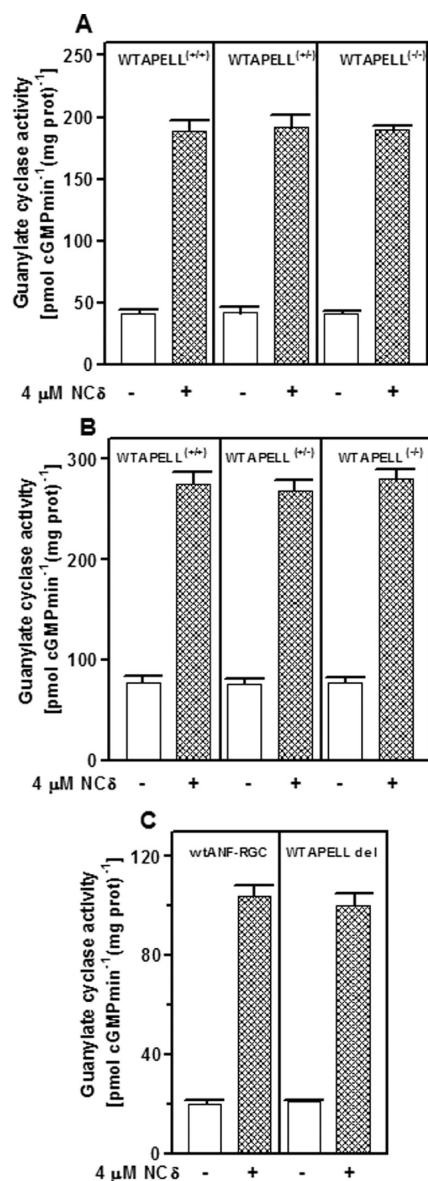 A
Guanylate cyclase activity
[pmol cGMPmin⁻¹(mg prot)⁻¹]
250
200
150
100
50
0
WTAPELL(+/+)
WTAPELL(+/-)
WTAPELL(-/-)
4 μM NCδ - + - + - +
B
Guanylate cyclase activity
[pmol cGMPmin⁻¹(mg prot)⁻¹]
300
200
100
0
WTAPELL(+/+)
WTAPELL(+/-)
WTAPELL(-/-)
4 μM NCδ - + - + - +
C
Guanylate cyclase activity
[pmol cGMPmin⁻¹(mg prot)⁻¹]
120
80
40
0
wtANF-RGC
WTAPELL del
4 μM NCδ - + - +